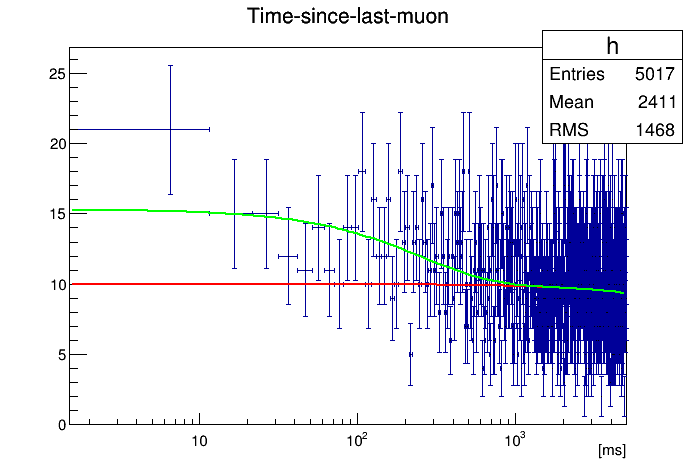 Time-since-last-muon
h
Entries 5017
Mean 2411
RMS 1468
25
20
15
10
5
0
10 10² 10³
[ms]